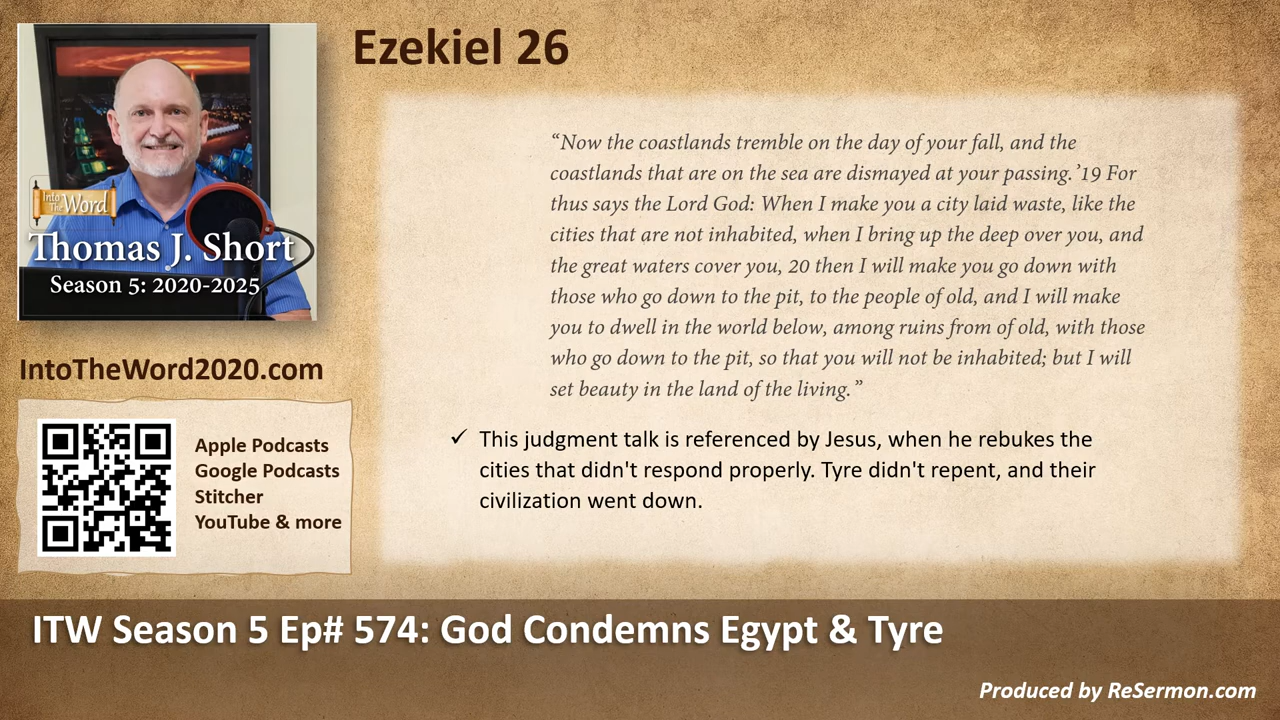 Ezekiel 26
“Now the coastlands tremble on the day of your fall, and the
coastlands that are on the sea are dismayed at your passing.’19 For
thus says the Lord God: When I make you a city laid waste, like the
cities that are not inhabited, when I bring up the deep over you, and
the great waters cover you, 20 then I will make you go down with
those who go down to the pit, to the people of old, and I will make
you to dwell in the world below, among ruins from of old, with those
who go down to the pit, so that you will not be inhabited; but I will
set beauty in the land of the living.”
✓ This judgment talk is referenced by Jesus, when he rebukes the
cities that didn't respond properly. Tyre didn't repent, and their
civilization went down.
Into
The Word
Thomas J. Short
Season 5: 2020-2025
IntoTheWord2020.com
Apple Podcasts
Google Podcasts
Stitcher
YouTube & more
ITW Season 5 Ep# 574: God Condemns Egypt & Tyre
Produced by ReSermon.com